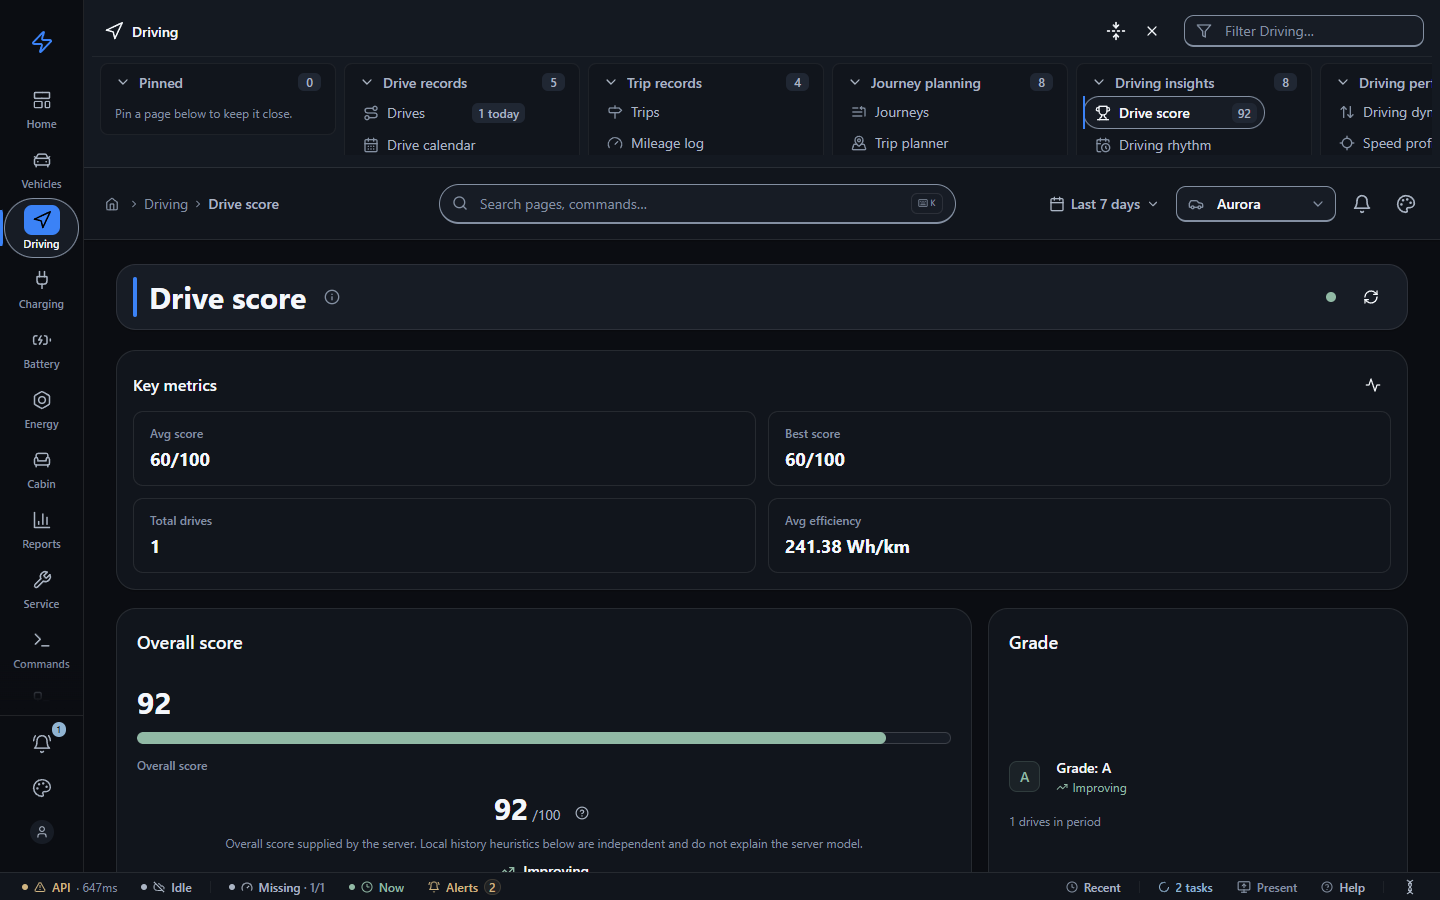 Driving
Filter Driving...
Pinned 0
Pin a page below to keep it close.
Drive records 5
Drives 1 today
Drive calendar
Trip records 4
Trips
Mileage log
Journey planning 8
Journeys
Trip planner
Driving insights 8
Drive score 92
Driving rhythm
Driving per
Driving dyr
Speed prof
Home
Vehicles
Driving
Charging
Battery
Energy
Cabin
Reports
Service
Commands
1
Driving
Drive score
Search pages, commands...
K
Last 7 days
Aurora
Drive score
Key metrics
Avg score
60/100
Best score
60/100
Total drives
1
Avg efficiency
241.38 Wh/km
Overall score
92
Overall score
92 /100
Overall score supplied by the server. Local history heuristics below are independent and do not explain the server model.
Improving
Grade
A
Grade: A
Improving
1 drives in period
API · 647ms
Idle
Missing · 1/1
Now
Alerts 2
Recent
2 tasks
Present
Help